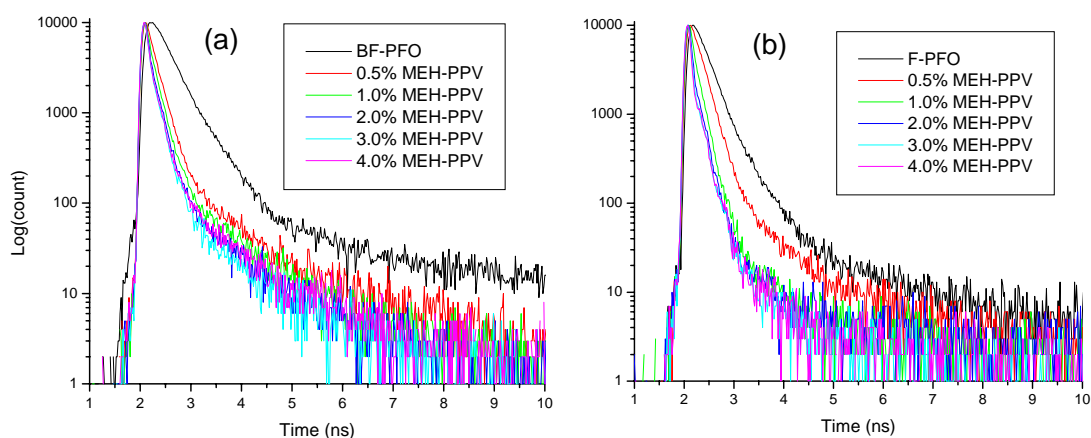 (a)
BF-PFO
0.5% MEH-PPV
1.0% MEH-PPV
2.0% MEH-PPV
3.0% MEH-PPV
4.0% MEH-PPV
Log(count)
10000
1000
100
10
1
1 2 3 4 5 6 7 8 9 10
Time (ns)
(b)
F-PFO
0.5% MEH-PPV
1.0% MEH-PPV
2.0% MEH-PPV
3.0% MEH-PPV
4.0% MEH-PPV
10000
1000
100
10
1
1 2 3 4 5 6 7 8 9 10
Time (ns)